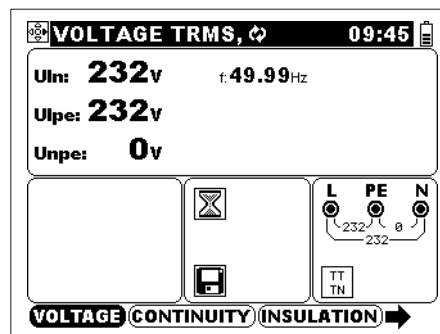 VOLTAGE TRMS, 09:45
Uln: 232V f: 49.99Hz
Ulpe: 232V
Unpe: 0V
L PE N
232 0
232
TT
TN
VOLTAGE CONTINUITY INSULATION